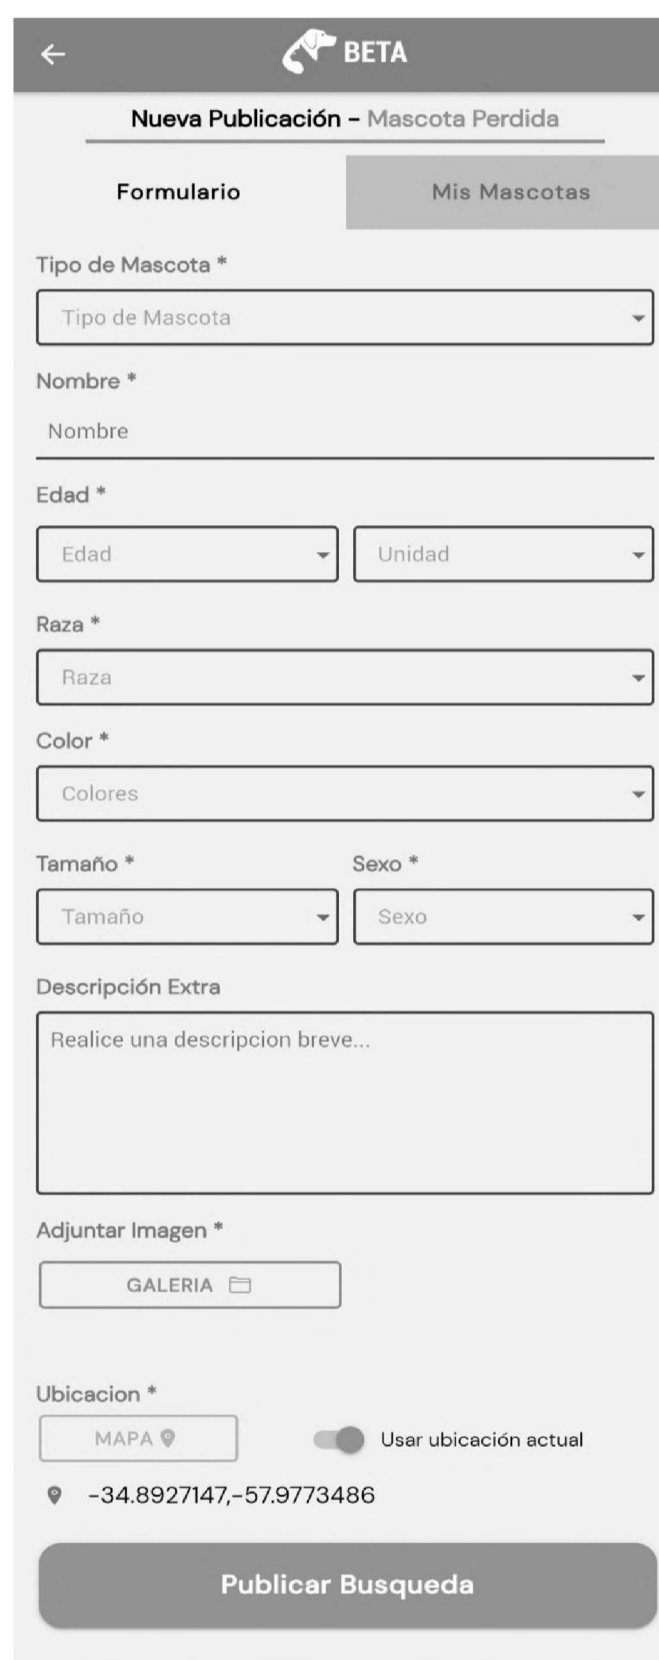 BETA
Nueva Publicación - Mascota Perdida
Formulario Mis Mascotas
Tipo de Mascota *
Tipo de Mascota
Nombre *
Nombre
Edad *
Edad Unidad
Raza *
Raza
Color *
Colores
Tamaño * Sexo *
Tamaño Sexo
Descripción Extra
Realice una descripcion breve...
Adjuntar Imagen *
GALERIA
Ubicacion *
MAPA Usar ubicación actual
-34.8927147,-57.9773486
Publicar Busqueda